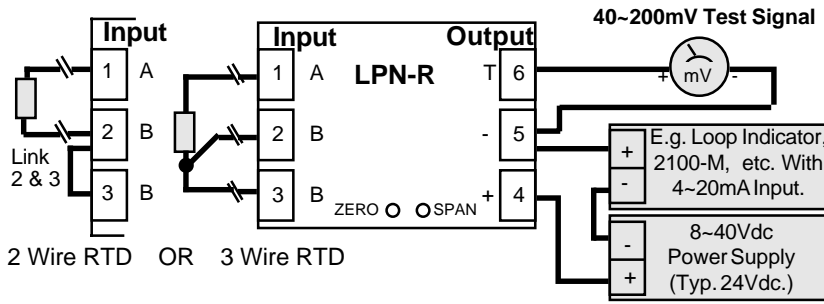 40~200mV Test Signal
Input
1 A
2 B
3 B
Link
2 & 3
Input
1 A
2 B
3 B
LPN-R
ZERO SPAN
Output
T 6
- 5
+ 4
+ mV -
+
-
E.g. Loop Indicator,
2100-M, etc. With
4~20mA Input.
-
+
8~40Vdc
Power Supply
(Typ. 24Vdc.)
2 Wire RTD OR 3 Wire RTD